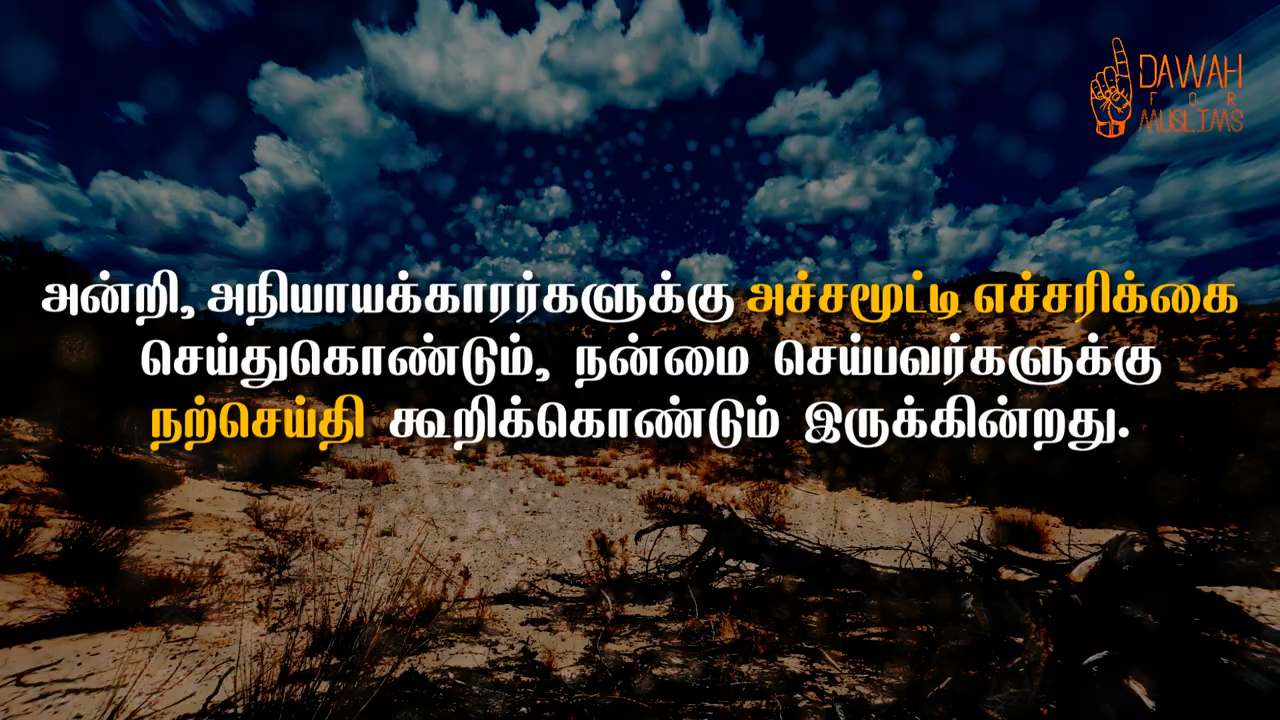 DAWAH
FOR
MUSLIMS
அன்றி, அநியாயக்காரர்களுக்கு அச்சமூட்டி எச்சரிக்கை
செய்துகொண்டும், நன்மை செய்பவர்களுக்கு
நற்செய்தி கூறிக்கொண்டும் இருக்கின்றது.